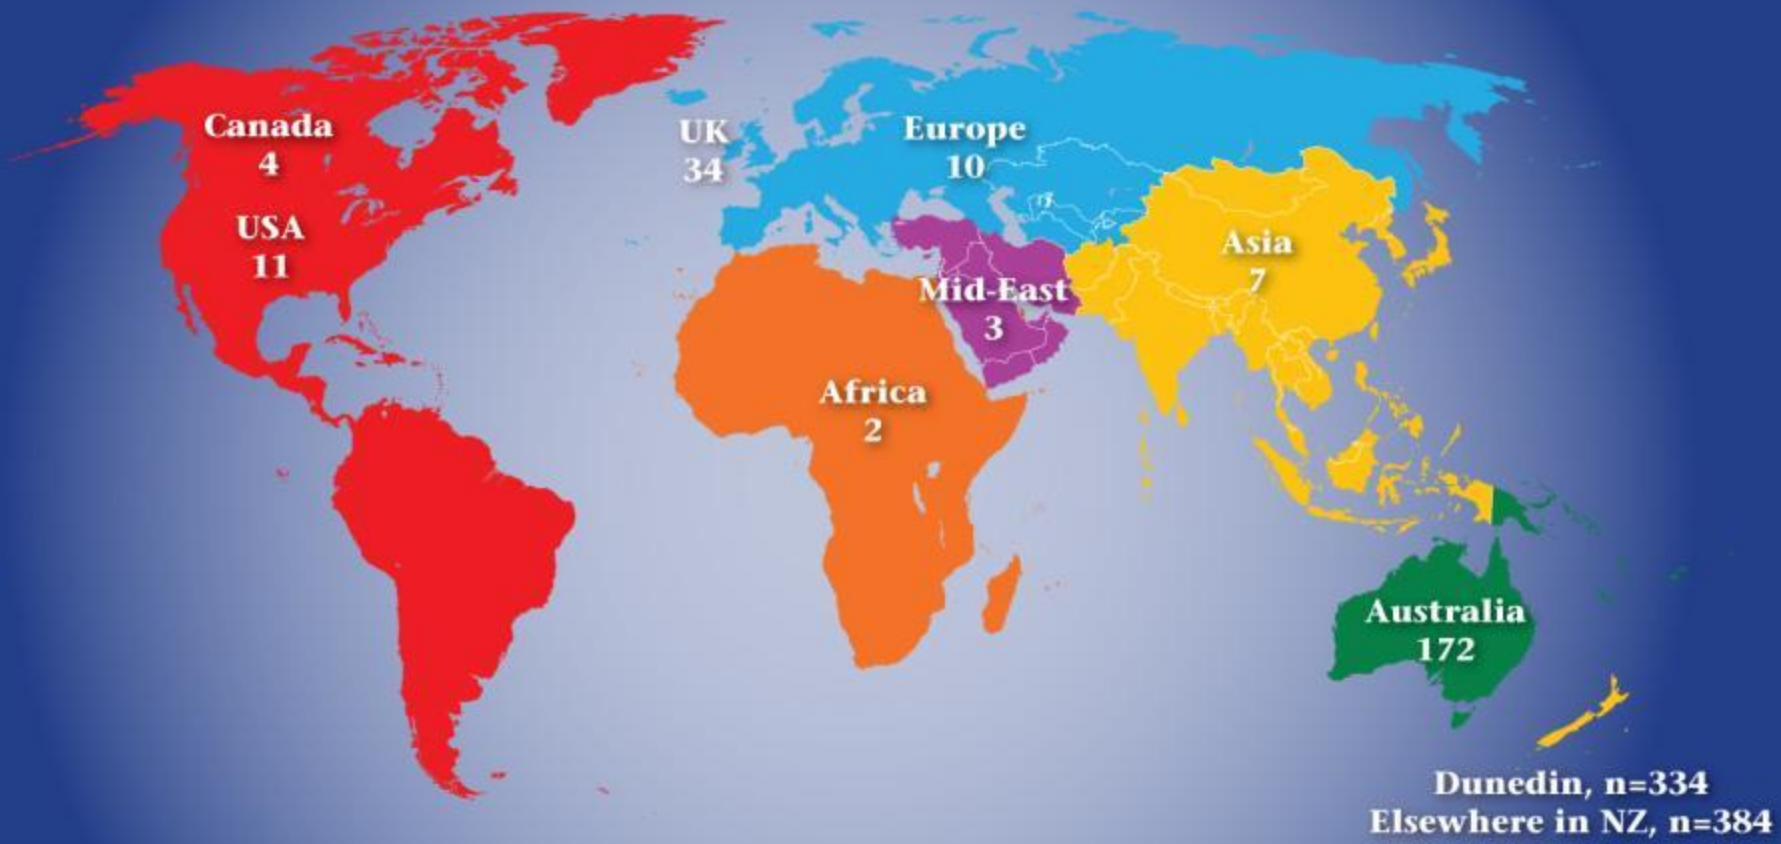 Canada
4
USA
11
UK
34
Europe
10
Asia
7
Mid-East
3
Africa
2
Australia
172
Dunedin, n=334
Elsewhere in NZ, n=384